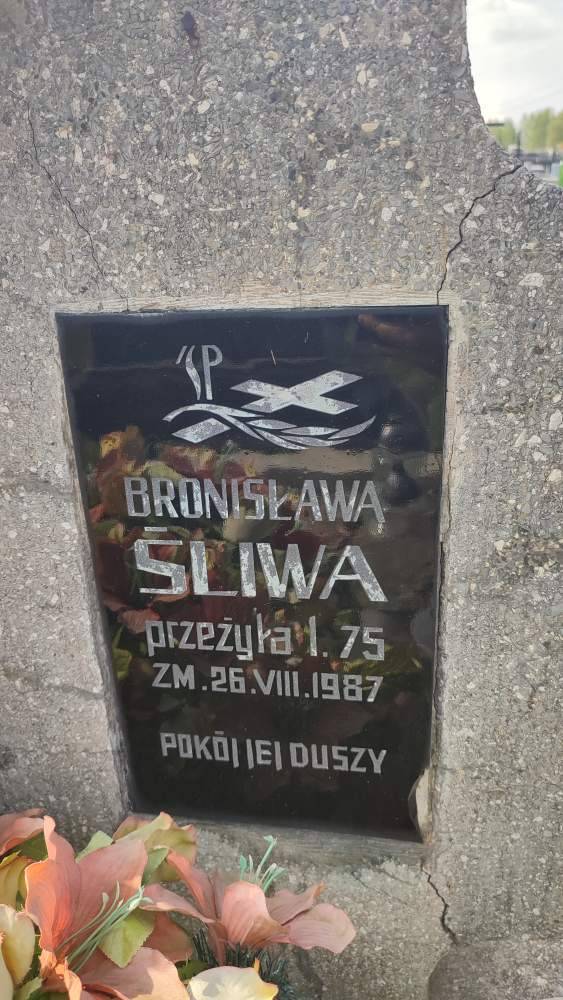 ŚP
BRONISŁAWA
ŚLIWA
przeżyła l. 75
ZM. 26.VIII.1987
POKÓJ JEJ DUSZY